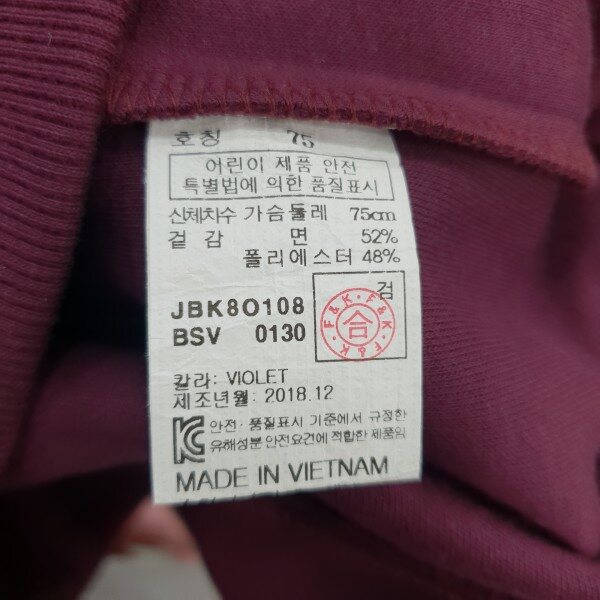 호칭 75
어린이 제품 안전
특별법에 의한 품질표시
신체치수 가슴둘레 75cm
겉감 면 52%
폴리에스터 48%
JBK8O108
BSV 0130
검
F&K · F&K · F&K
合
칼라: VIOLET
제조년월: 2018.12
안전·품질표시 기준에서 규정한
유해성분 안전요건에 적합한 제품임
MADE IN VIETNAM